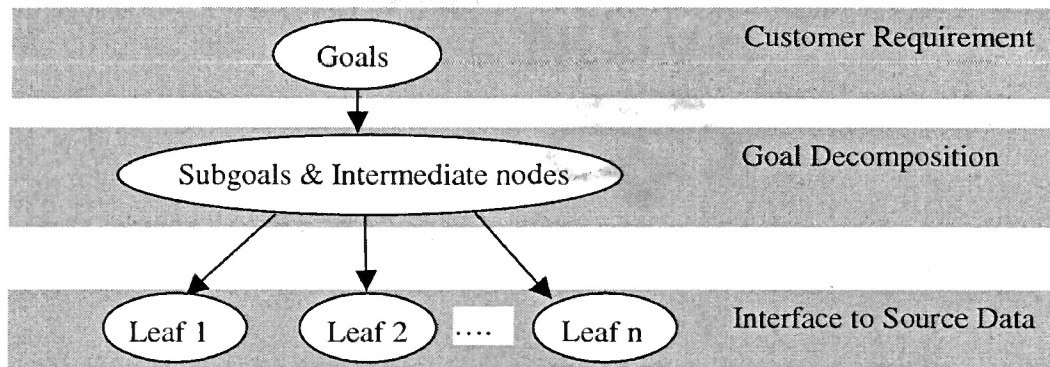 Customer Requirement
Goals
Goal Decomposition
Subgoals & Intermediate nodes
Interface to Source Data
Leaf 1
Leaf 2
....
Leaf n